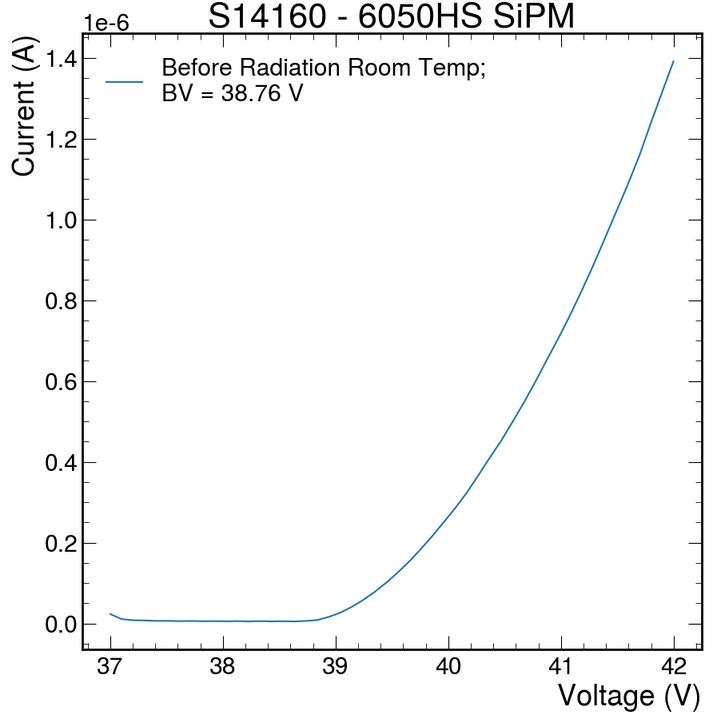 S14160 - 6050HS SiPM
1e-6
Current (A)
Before Radiation Room Temp;
BV = 38.76 V
1.4
1.2
1.0
0.8
0.6
0.4
0.2
0.0
37 38 39 40 41 42
Voltage (V)